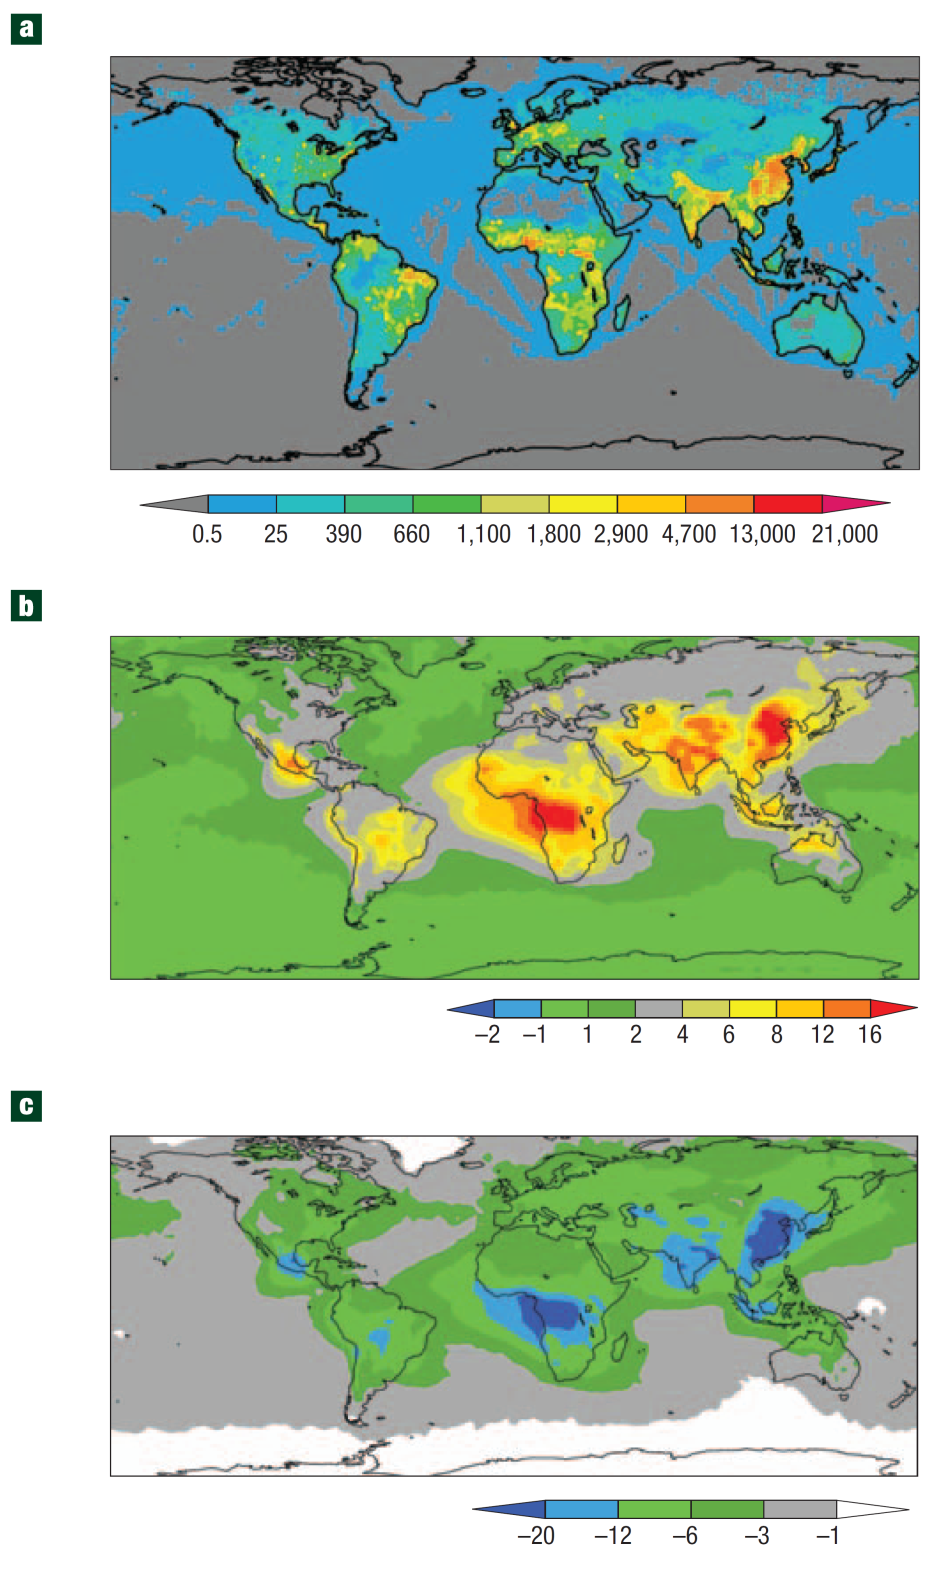 a
0.5 25 390 660 1,100 1,800 2,900 4,700 13,000 21,000
b
–2 –1 1 2 4 6 8 12 16
c
–20 –12 –6 –3 –1